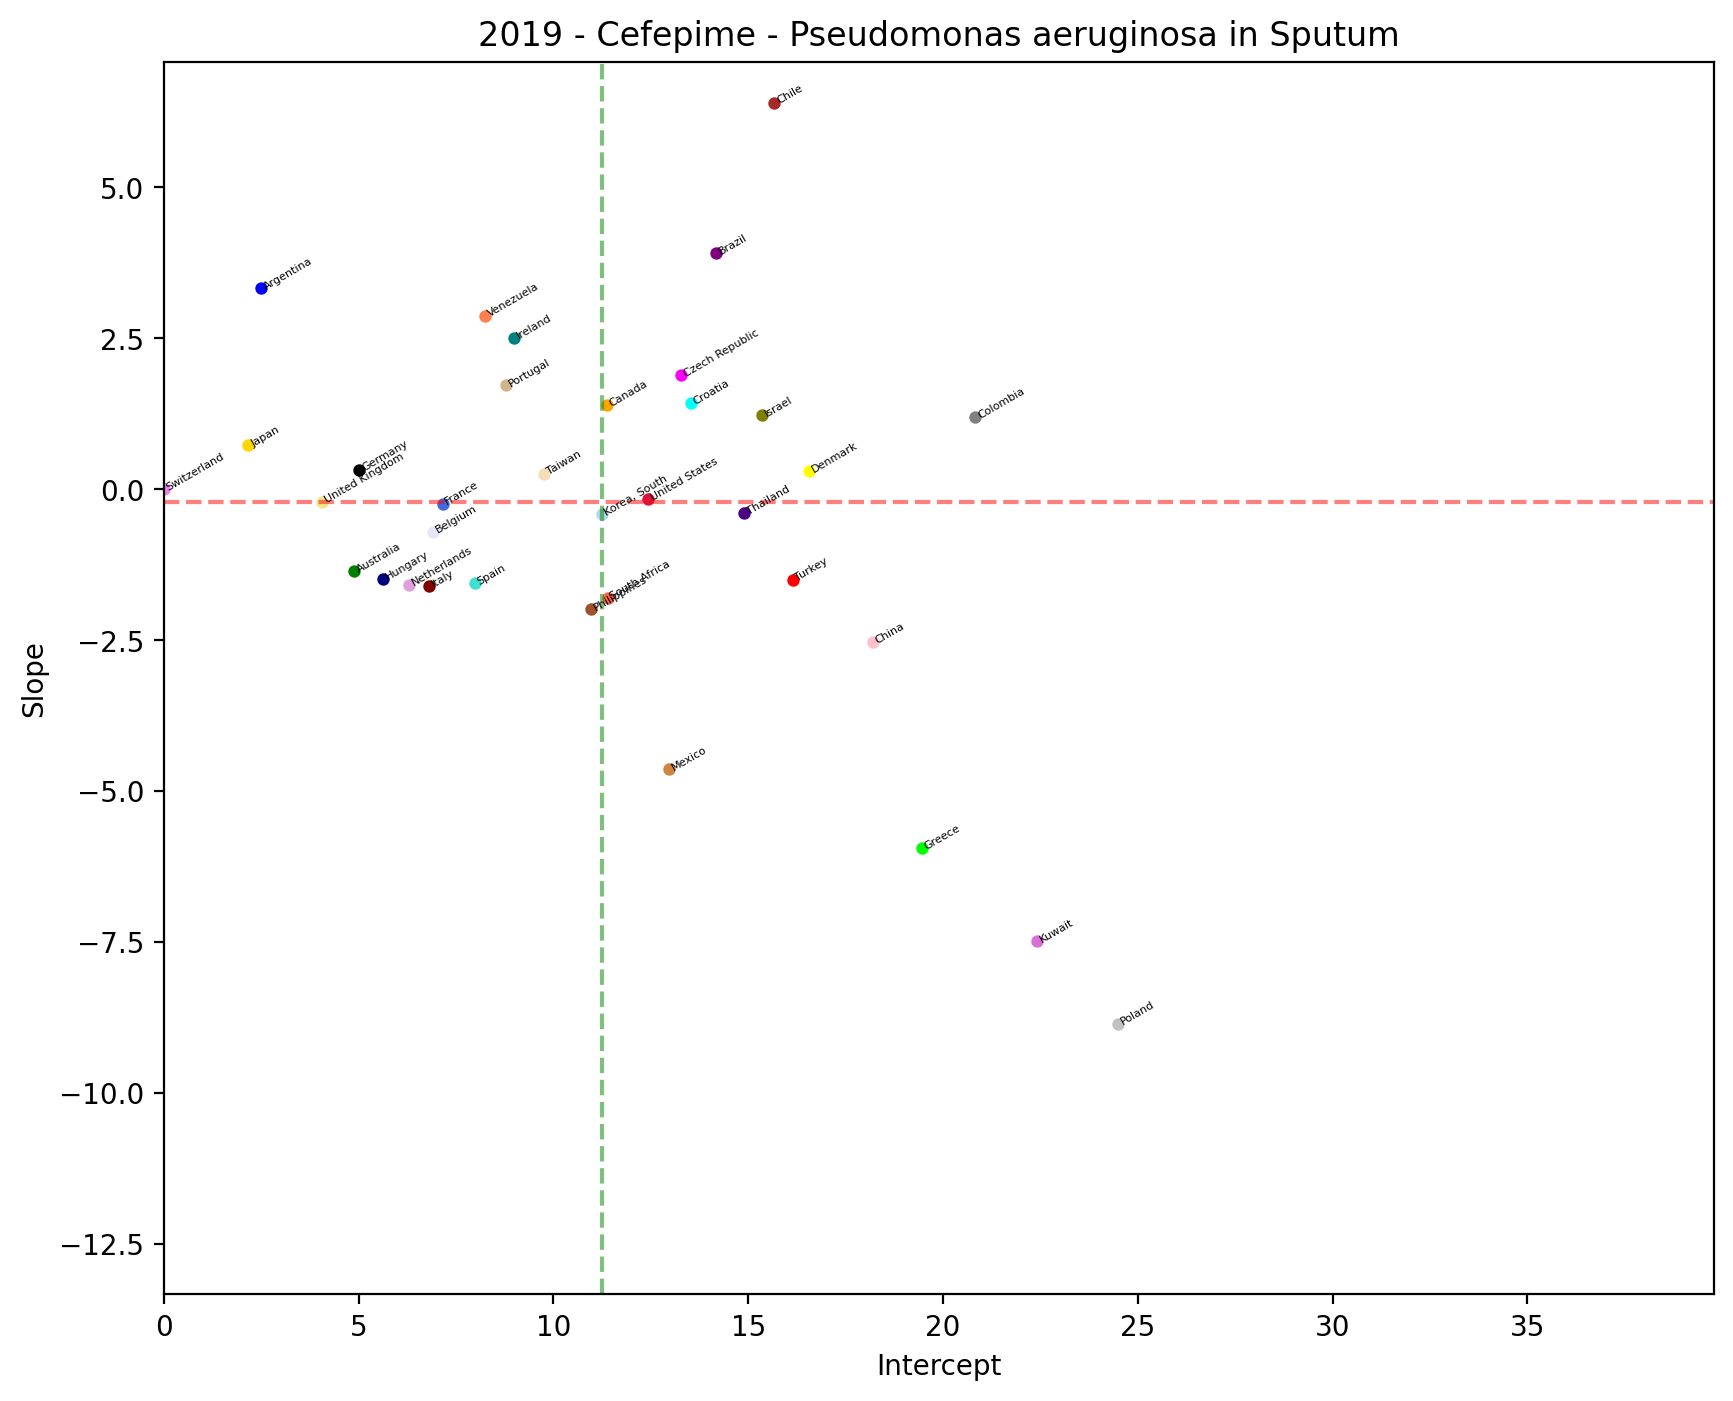 2019 - Cefepime - Pseudomonas aeruginosa in Sputum
Chile
5.0
Brazil
Argentina
Venezuela
Ireland
2.5
Czech Republic
Portugal
Canada
Croatia
Israel
Colombia
Japan
Germany
Taiwan
Denmark
Switzerland
United Kingdom
0.0
United States
France
Korea, South
Thailand
Belgium
Australia
Hungary
Netherlands
Italy
Spain
Turkey
South Africa
Philippines
−2.5
China
Slope
Mexico
−5.0
Greece
−7.5
Kuwait
Poland
−10.0
−12.5
0 5 10 15 20 25 30 35
Intercept